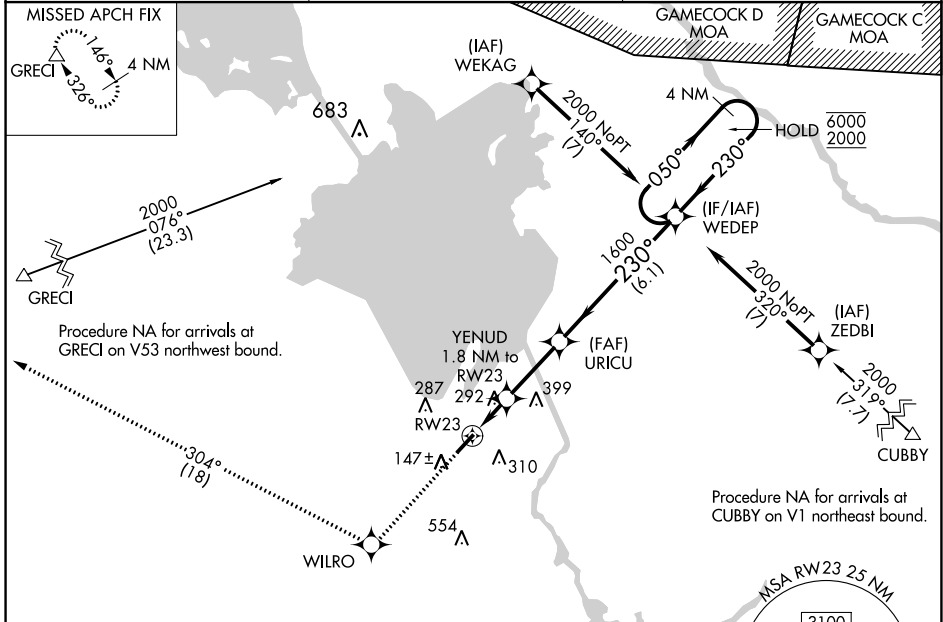 MISSED APCH FIX
GRECI
146°
326°
4 NM
683
(IAF)
WEKAG
2000 NoPT
140°
(7)
GAMECOCK D
MOA
GAMECOCK C
MOA
4 NM
HOLD
6000
2000
050°
230°
(IF/IAF)
WEDEP
2000
076°
(23.3)
GRECI
Procedure NA for arrivals at
GRECI on V53 northwest bound.
1600
230°
(6.1)
2000 NoPT
320°
(7)
(IAF)
ZEDBI
2000
319°
(7.7)
CUBBY
Procedure NA for arrivals at
CUBBY on V1 northeast bound.
YENUD
1.8 NM to
RW23
(FAF)
URICU
287
292
399
RW23
147±
310
554
304°
(18)
WILRO
MSA RW23 25 NM